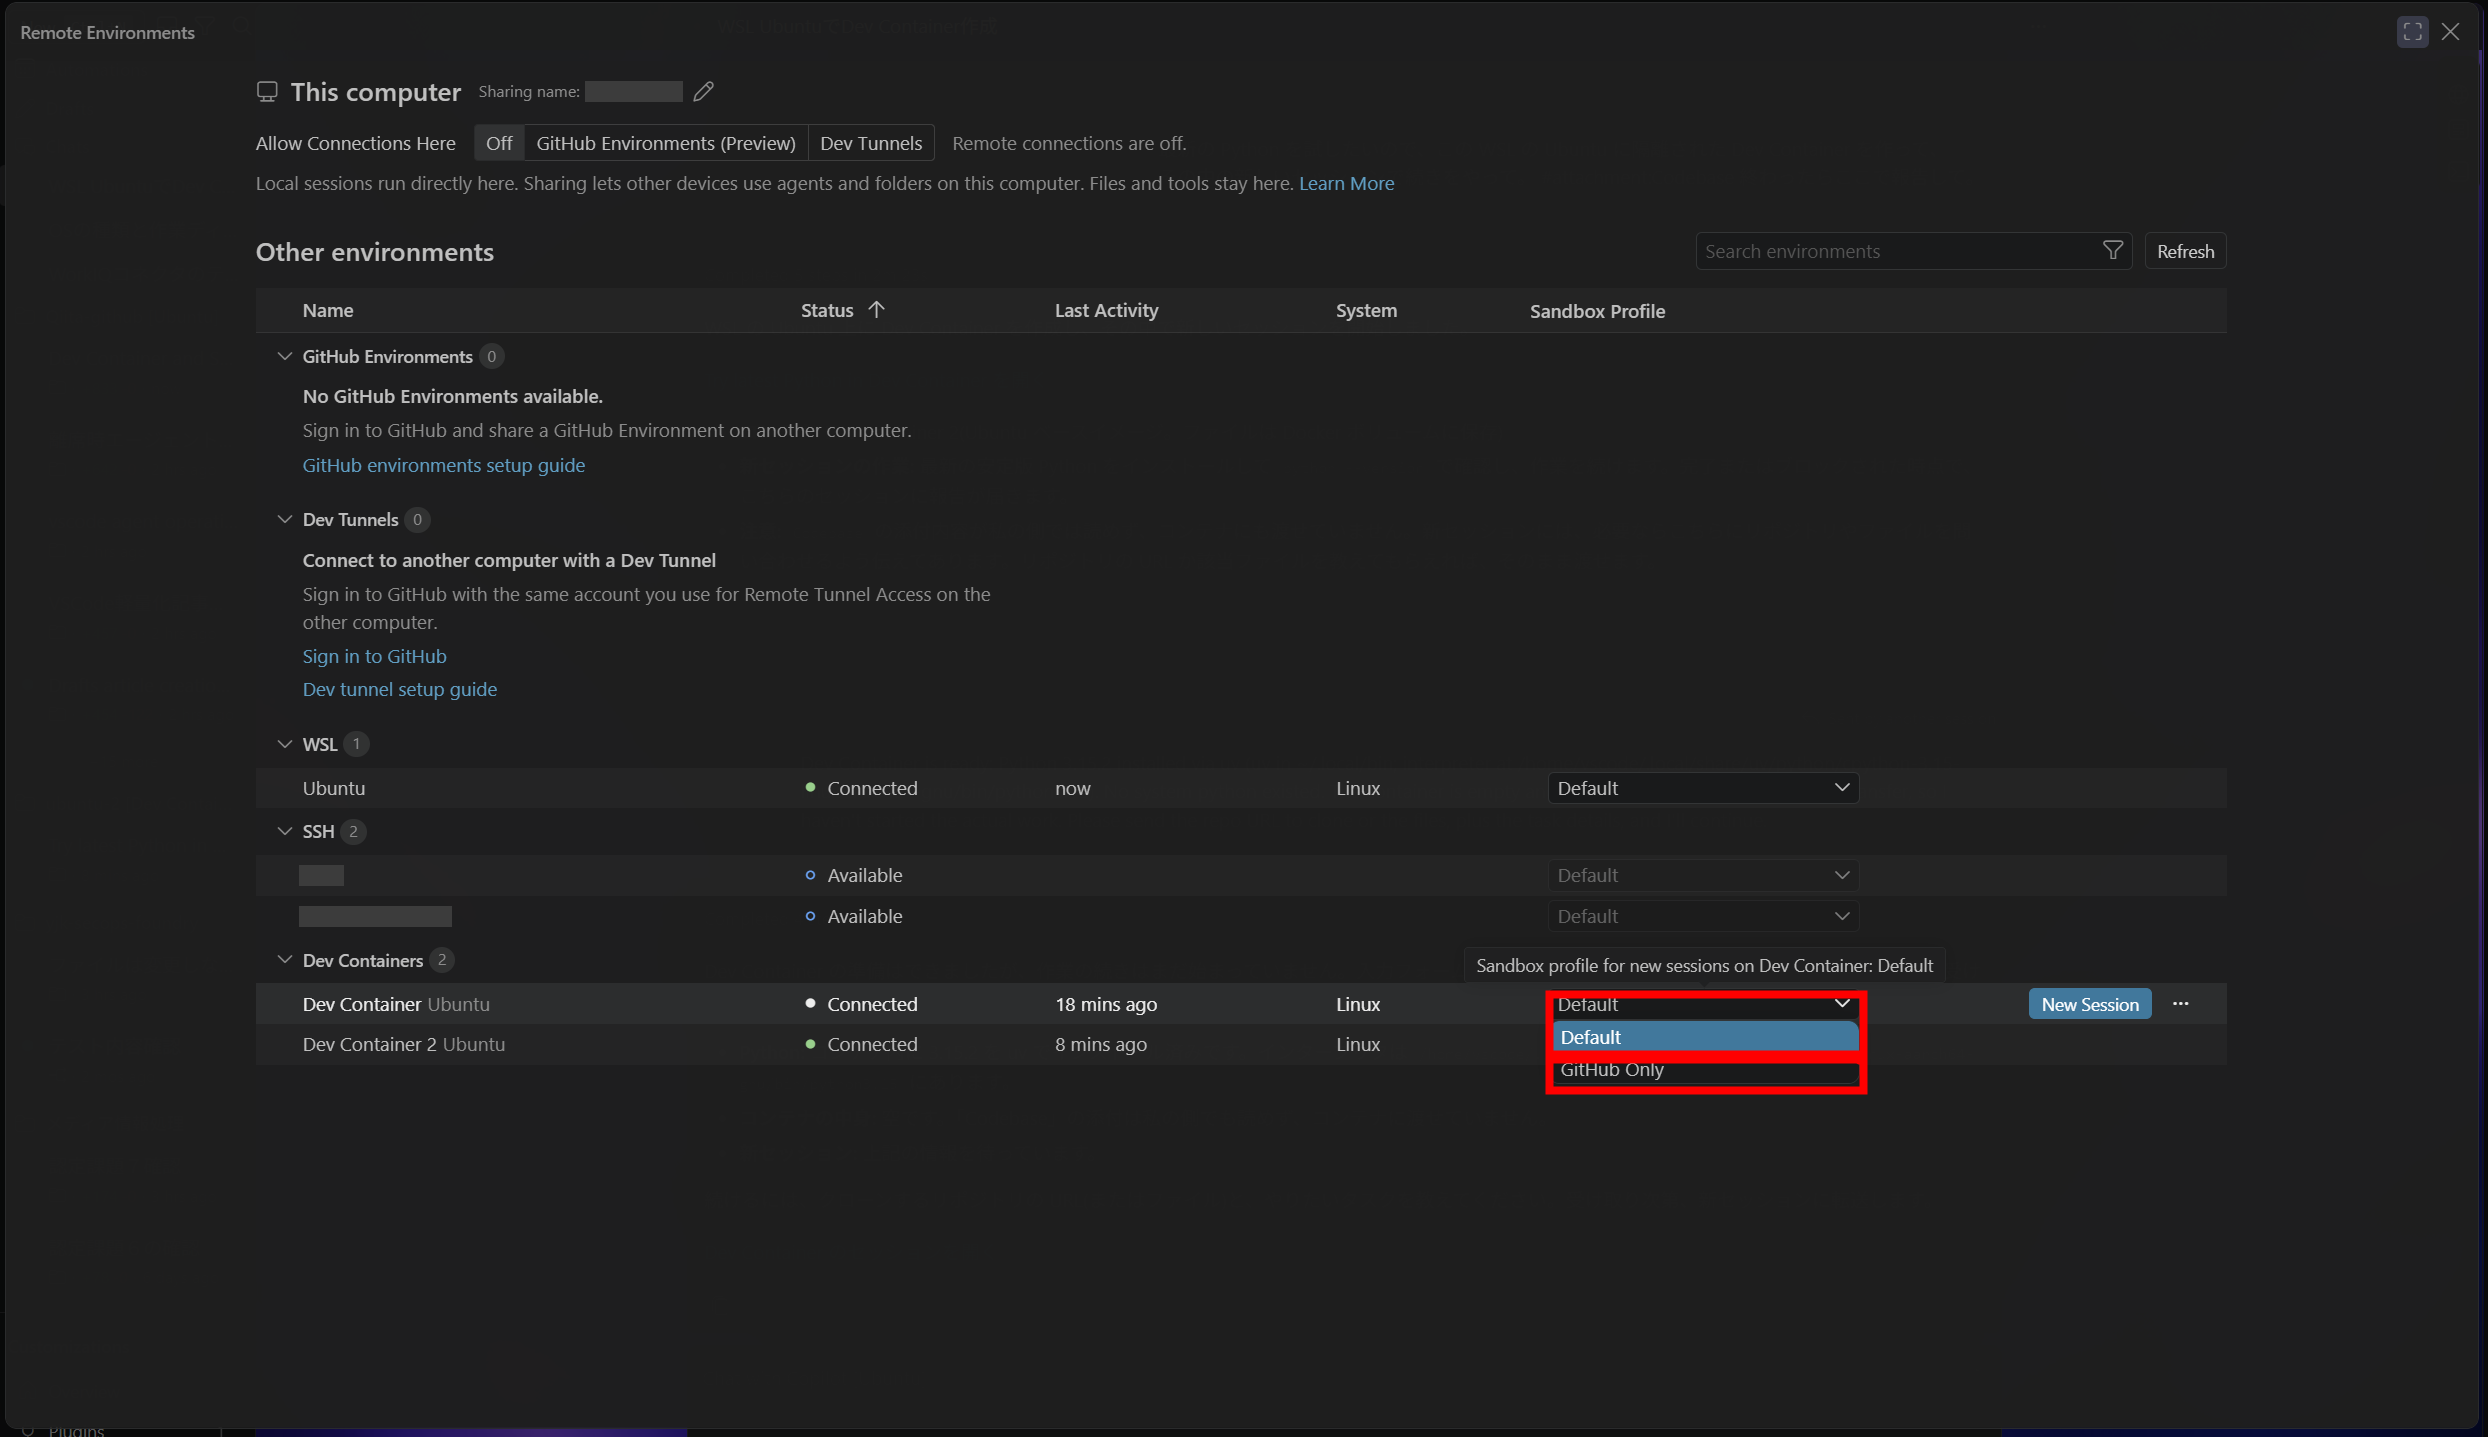 Remote Environments
This computer
Sharing name:
Allow Connections Here
Off
GitHub Environments (Preview)
Dev Tunnels
Remote connections are off.
Local sessions run directly here. Sharing lets other devices use agents and folders on this computer. Files and tools stay here. Learn More
Other environments
Search environments
Refresh
Name
Status
Last Activity
System
Sandbox Profile
GitHub Environments 0
No GitHub Environments available.
Sign in to GitHub and share a GitHub Environment on another computer.
GitHub environments setup guide
Dev Tunnels 0
Connect to another computer with a Dev Tunnel
Sign in to GitHub with the same account you use for Remote Tunnel Access on the
other computer.
Sign in to GitHub
Dev tunnel setup guide
WSL 1
Ubuntu
Connected
now
Linux
Default
SSH 2
Available
Default
Available
Default
Dev Containers 2
Sandbox profile for new sessions on Dev Container: Default
Dev Container Ubuntu
Connected
18 mins ago
Linux
Default
New Session
Default
Dev Container 2 Ubuntu
Connected
8 mins ago
Linux
GitHub Only
Plugins